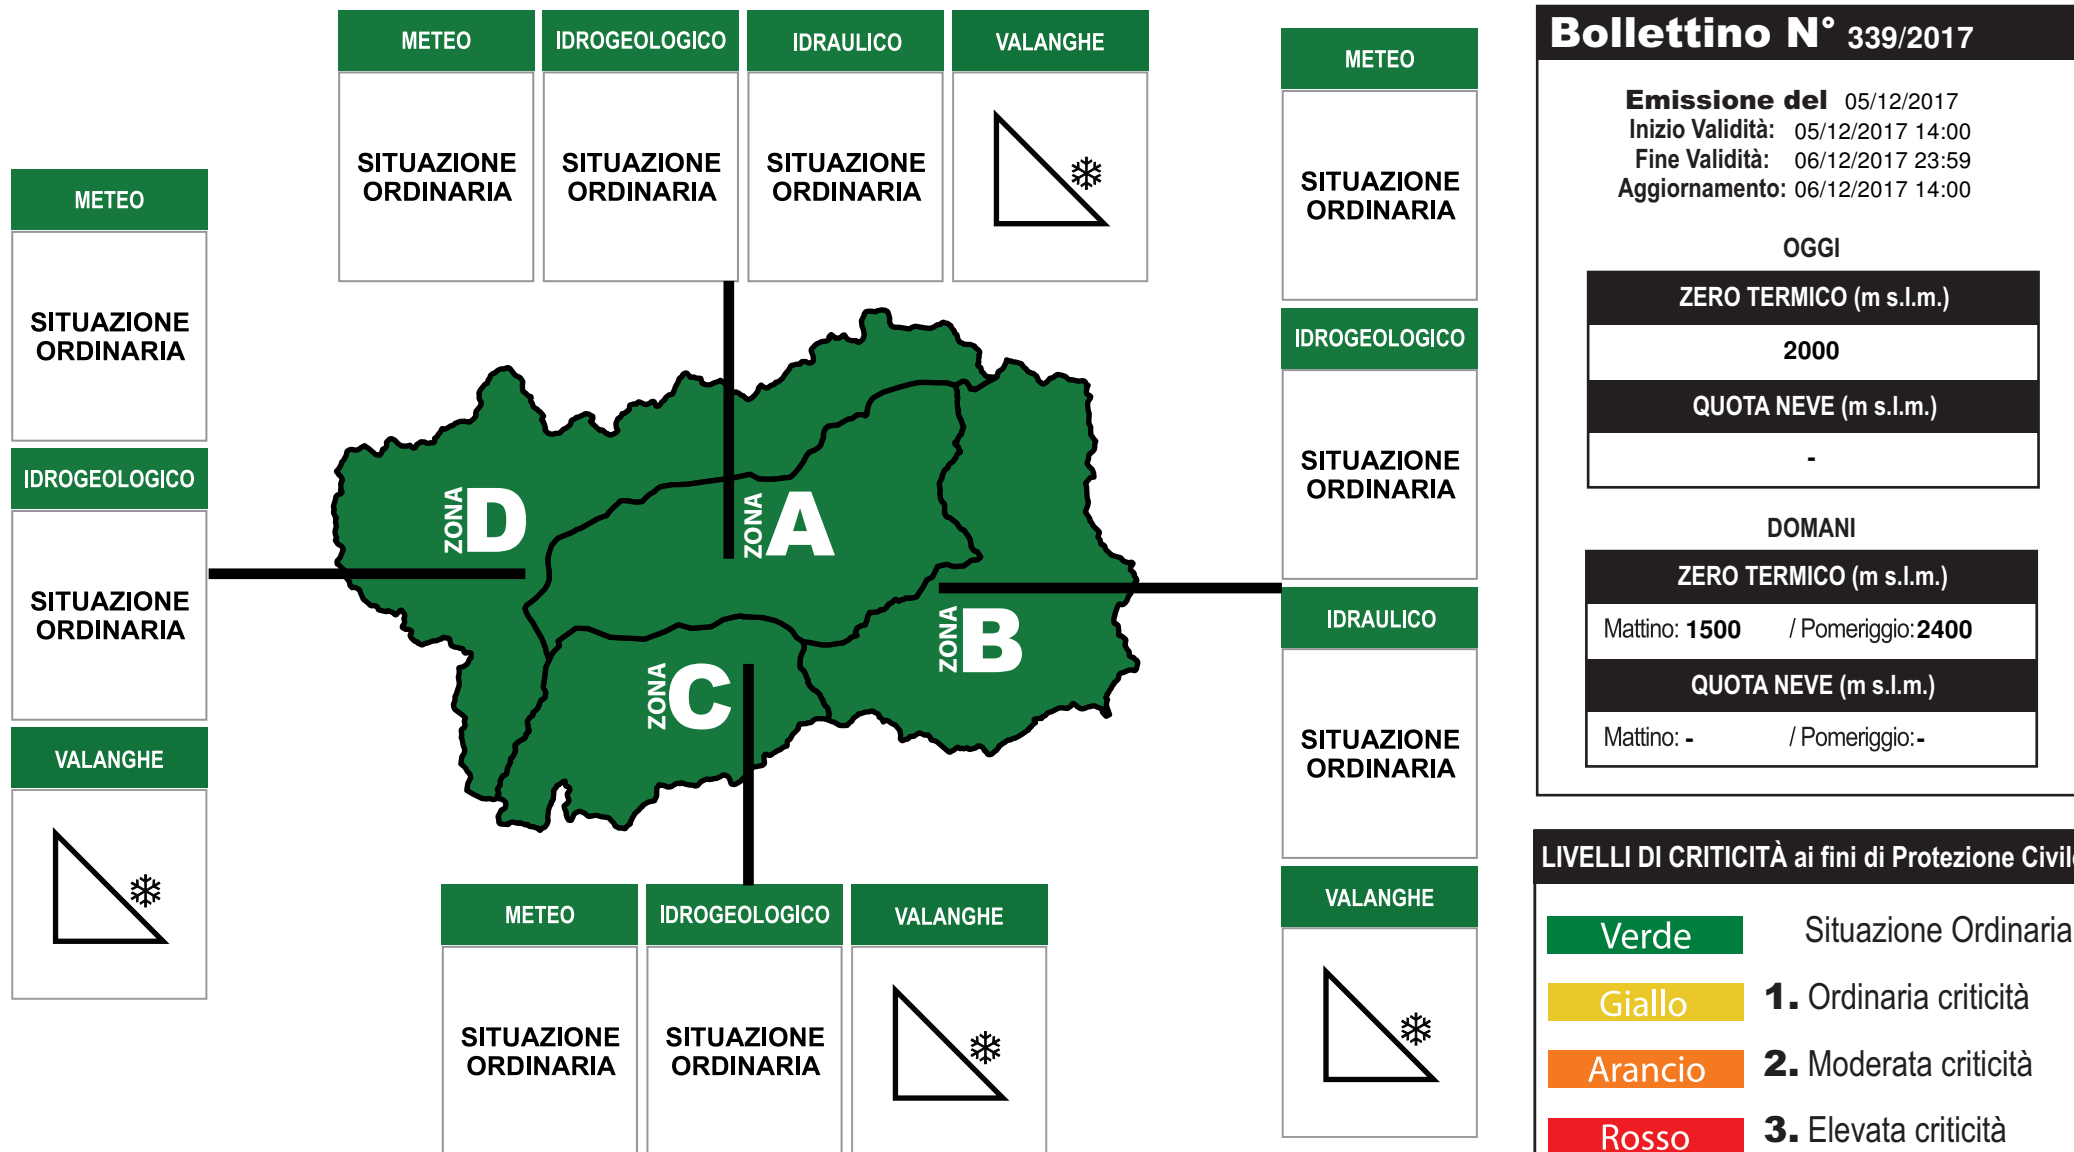 METEO
IDROGEOLOGICO
IDRAULICO
VALANGHE
SITUAZIONE
ORDINARIA
SITUAZIONE
ORDINARIA
SITUAZIONE
ORDINARIA
METEO
SITUAZIONE
ORDINARIA
IDROGEOLOGICO
SITUAZIONE
ORDINARIA
VALANGHE
ZONA D
ZONA A
ZONA B
ZONA C
METEO
IDROGEOLOGICO
VALANGHE
SITUAZIONE
ORDINARIA
SITUAZIONE
ORDINARIA
METEO
SITUAZIONE
ORDINARIA
IDROGEOLOGICO
SITUAZIONE
ORDINARIA
IDRAULICO
SITUAZIONE
ORDINARIA
VALANGHE
Bollettino N° 339/2017
Emissione del 05/12/2017
Inizio Validità: 05/12/2017 14:00
Fine Validità: 06/12/2017 23:59
Aggiornamento: 06/12/2017 14:00
OGGI
ZERO TERMICO (m s.l.m.)
2000
QUOTA NEVE (m s.l.m.)
-
DOMANI
ZERO TERMICO (m s.l.m.)
Mattino: 1500 / Pomeriggio: 2400
QUOTA NEVE (m s.l.m.)
Mattino: - / Pomeriggio: -
LIVELLI DI CRITICITÀ ai fini di Protezione Civile
Verde Situazione Ordinaria
Giallo 1. Ordinaria criticità
Arancio 2. Moderata criticità
Rosso 3. Elevata criticità